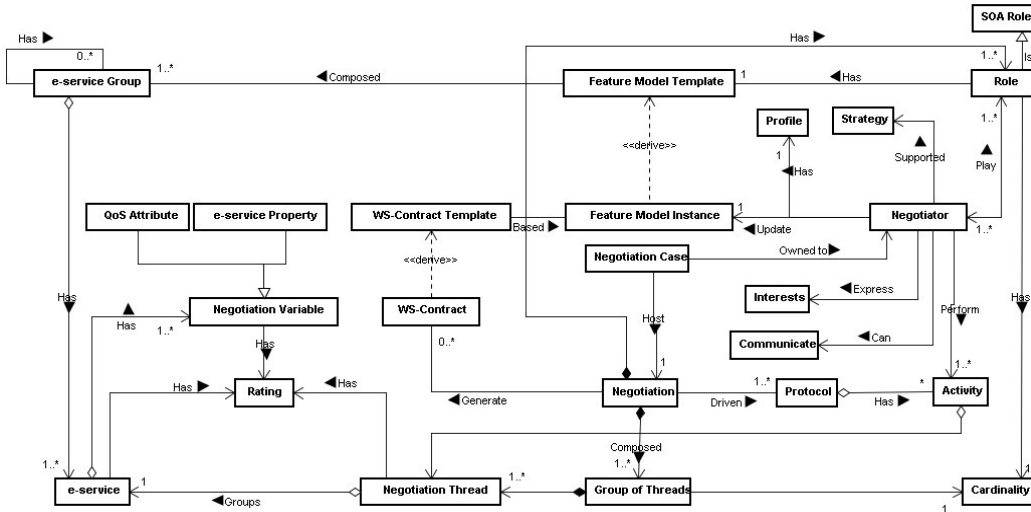 SOA Role
Has ▶
Has ▶
0..*
1..*
1..*
Is
e-service Group
◀Composed
Feature Model Template
1
◀Has
Role
1..*
Profile
Strategy
<<derive>>
1
◀Has
Supported
Play
QoS Attribute
e-service Property
WS-Contract Template
Based ▶
Feature Model Instance
1
Negotiator
◀Update
1..*
<<derive>>
Negotiation Case
Owned to▶
Has
Has
Interests
◀Express
Has
1..*
Negotiation Variable
WS-Contract
Host
Perform
Has
0..*
Communicate
◀Can
1
1..*
Has ▶
Rating
◀Has
Negotiation
1..*
Protocol
*
Activity
◀Generate
Driven ▶
Has ▶
Composed
1..*
1
1..*
1..*
1
e-service
Negotiation Thread
Group of Threads
Cardinality
◀Groups
1